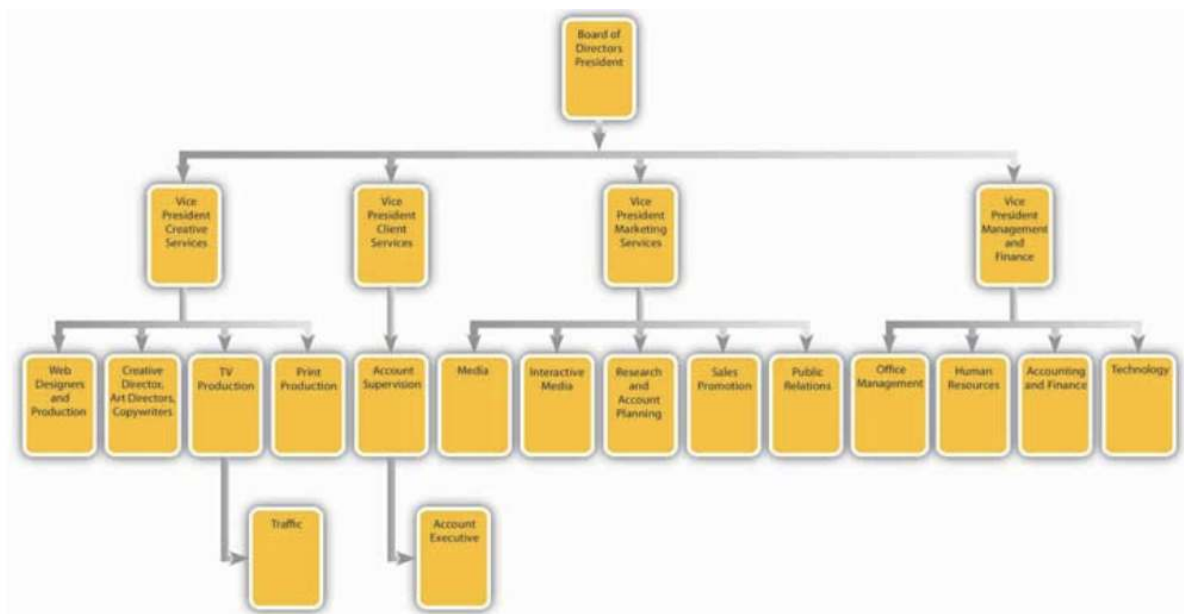 Board of
Directors
President
Vice
President
Creative
Services
Vice
President
Client
Services
Vice
President
Marketing
Services
Vice
President
Management
and
Finance
Web
Designers
and
Production
Creative
Director,
Art Directors,
Copywriters
TV
Production
Print
Production
Account
Supervision
Media
Interactive
Media
Research
and
Account
Planning
Sales
Promotion
Public
Relations
Office
Management
Human
Resources
Accounting
and Finance
Technology
Traffic
Account
Executive